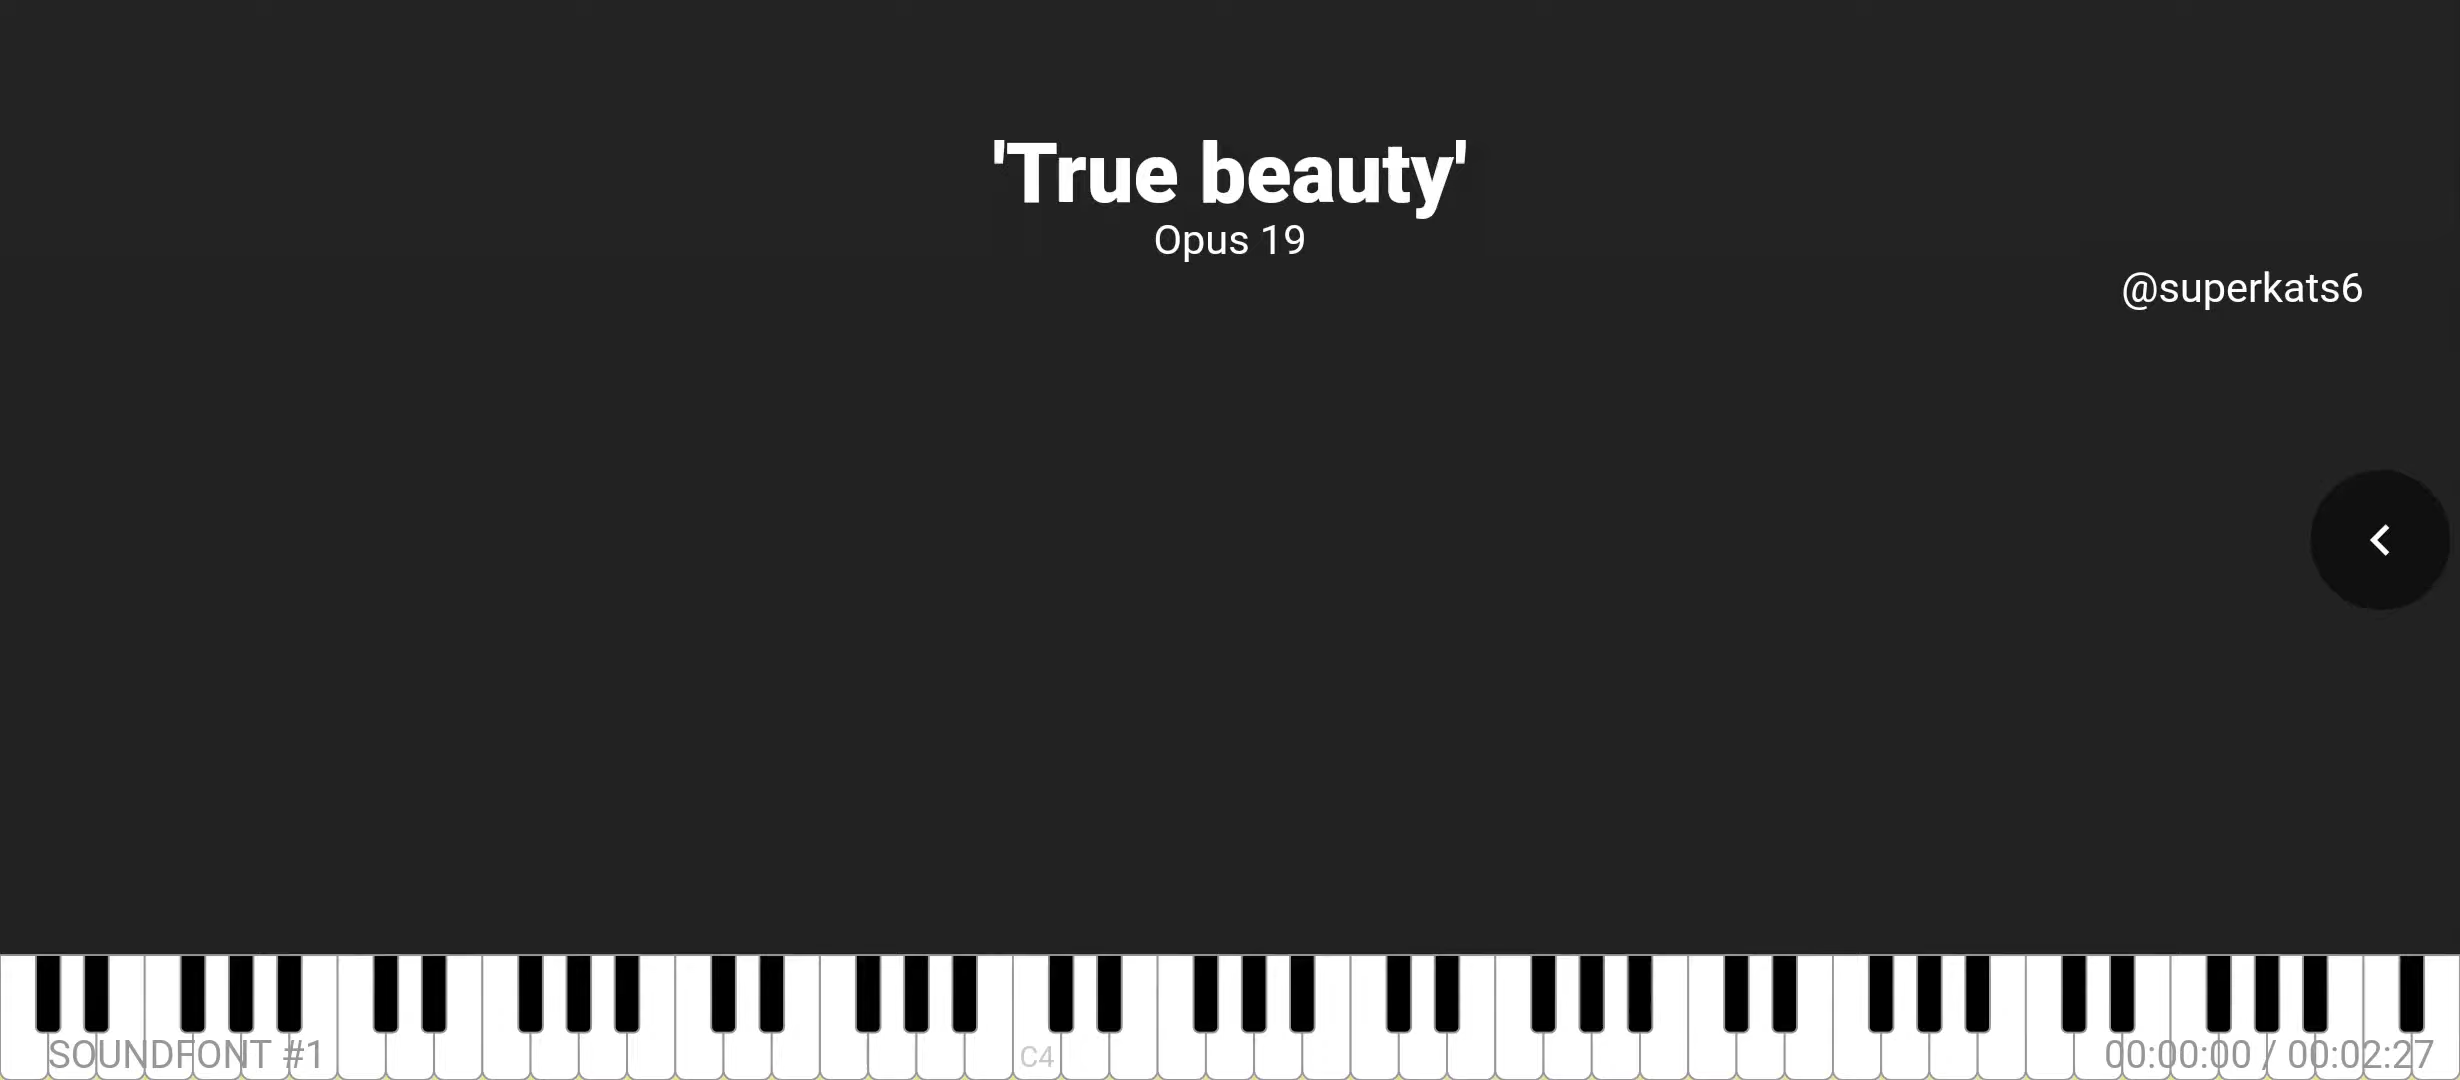 'True beauty'
Opus 19
@superkats6
SOUNDFONT #1
C4
00:00:00 / 00:02:27